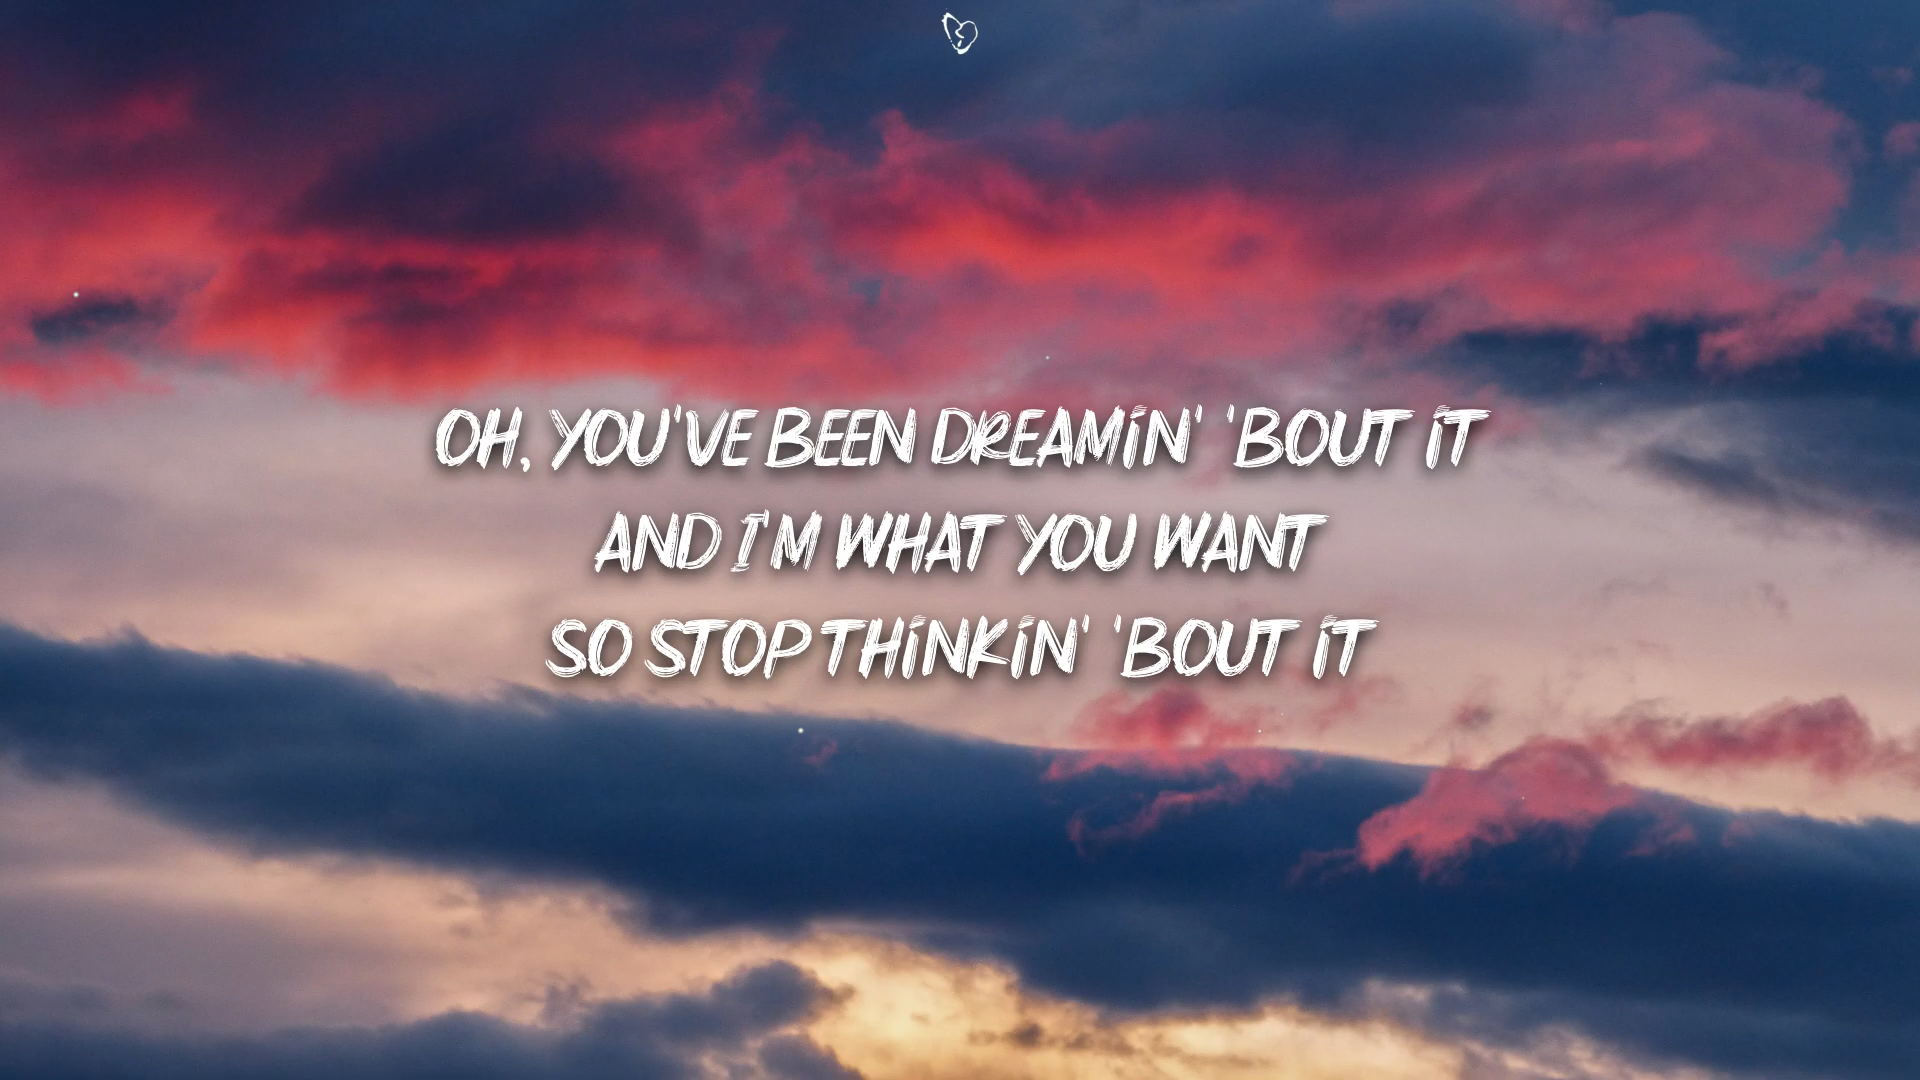 OH, YOU'VE BEEN DREAMIN' 'BOUT IT
AND I'M WHAT YOU WANT
SO STOP THINKIN' 'BOUT IT